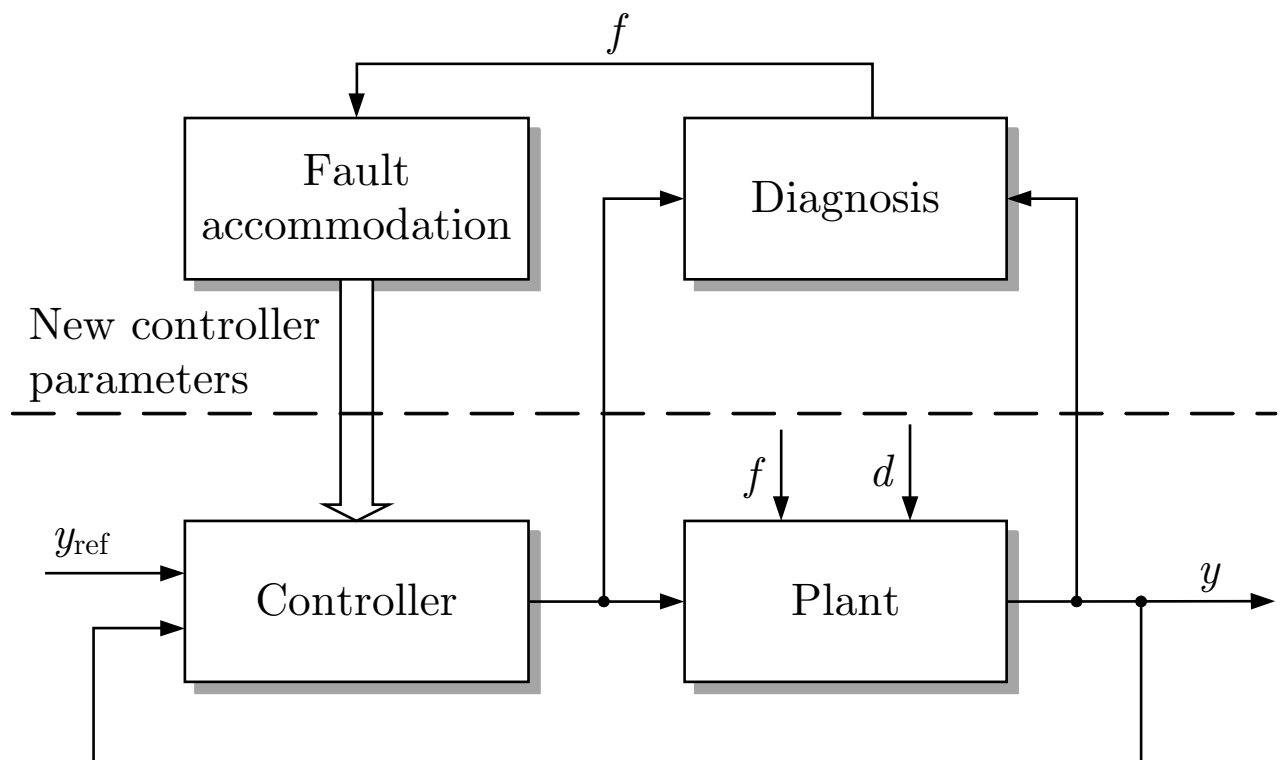 f
Fault
accommodation
Diagnosis
New controller
parameters
f
d
y_ref
Controller
Plant
y